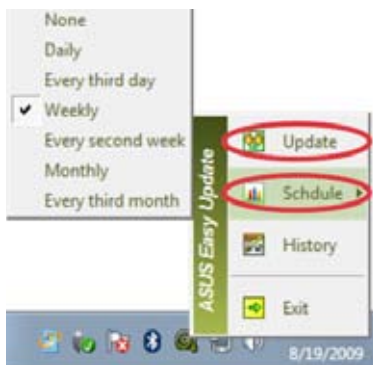 None
Daily
Every third day
Weekly
Every second week
Monthly
Every third month
ASUS Easy Update
Update
Schdule
History
Exit
8/19/2009